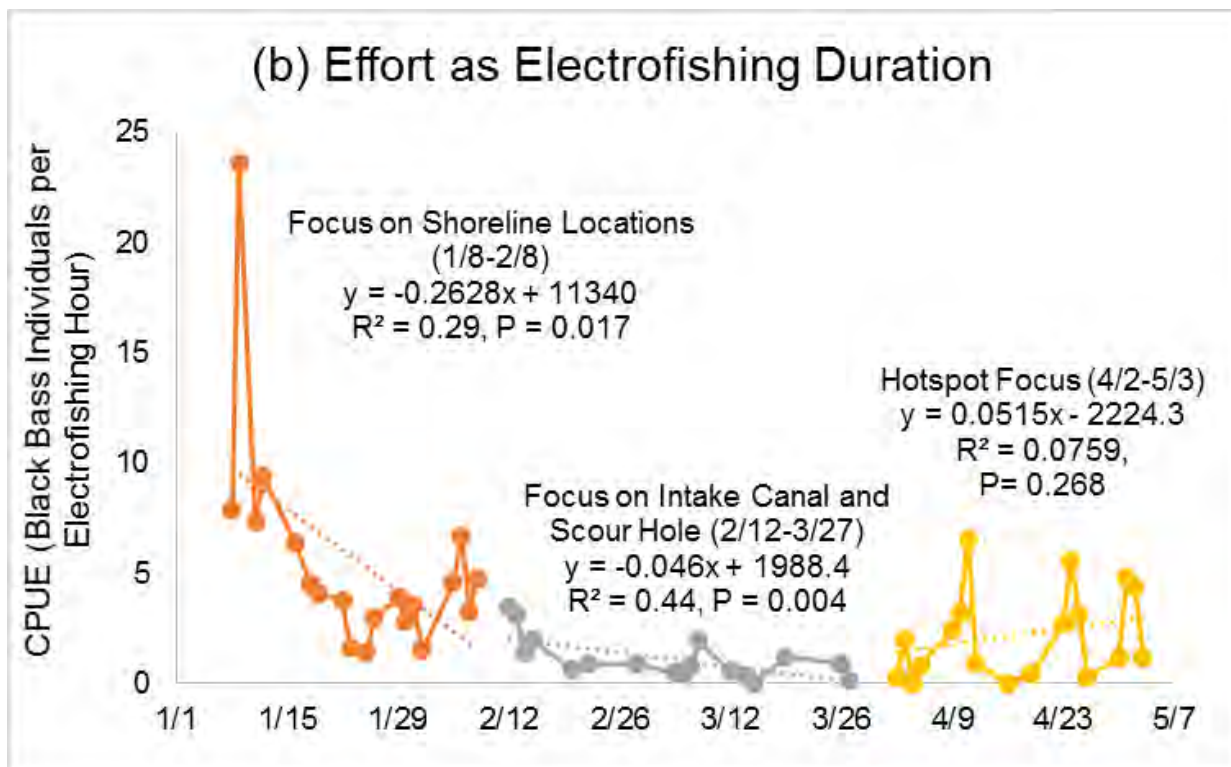 (b) Effort as Electrofishing Duration
CPUE (Black Bass Individuals per
Electrofishing Hour)
25
20
15
10
5
0
Focus on Shoreline Locations
(1/8-2/8)
y = -0.2628x + 11340
R² = 0.29, P = 0.017
Focus on Intake Canal and
Scour Hole (2/12-3/27)
y = -0.046x + 1988.4
R² = 0.44, P = 0.004
Hotspot Focus (4/2-5/3)
y = 0.0515x - 2224.3
R² = 0.0759,
P= 0.268
1/1 1/15 1/29 2/12 2/26 3/12 3/26 4/9 4/23 5/7